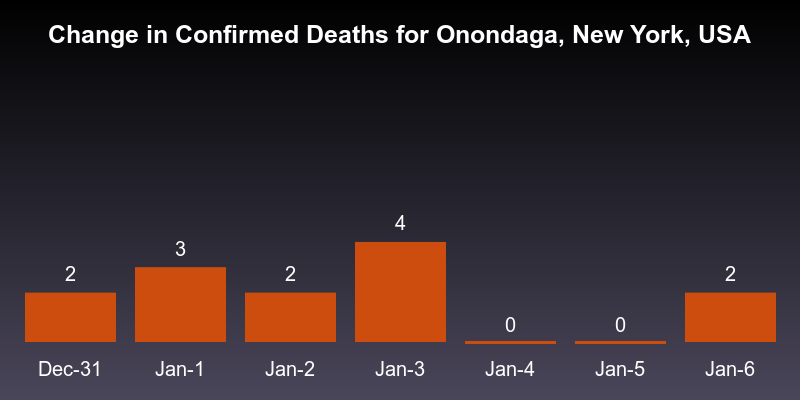 Change in Confirmed Deaths for Onondaga, New York, USA
2 3 2 4 0 0 2
Dec-31 Jan-1 Jan-2 Jan-3 Jan-4 Jan-5 Jan-6